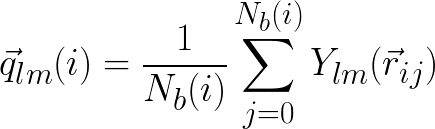 $\vec{q}_{lm}(i) = \frac{1}{N_b(i)} \sum_{j=0}^{N_b(i)} Y_{lm}(\vec{r}_{ij})$